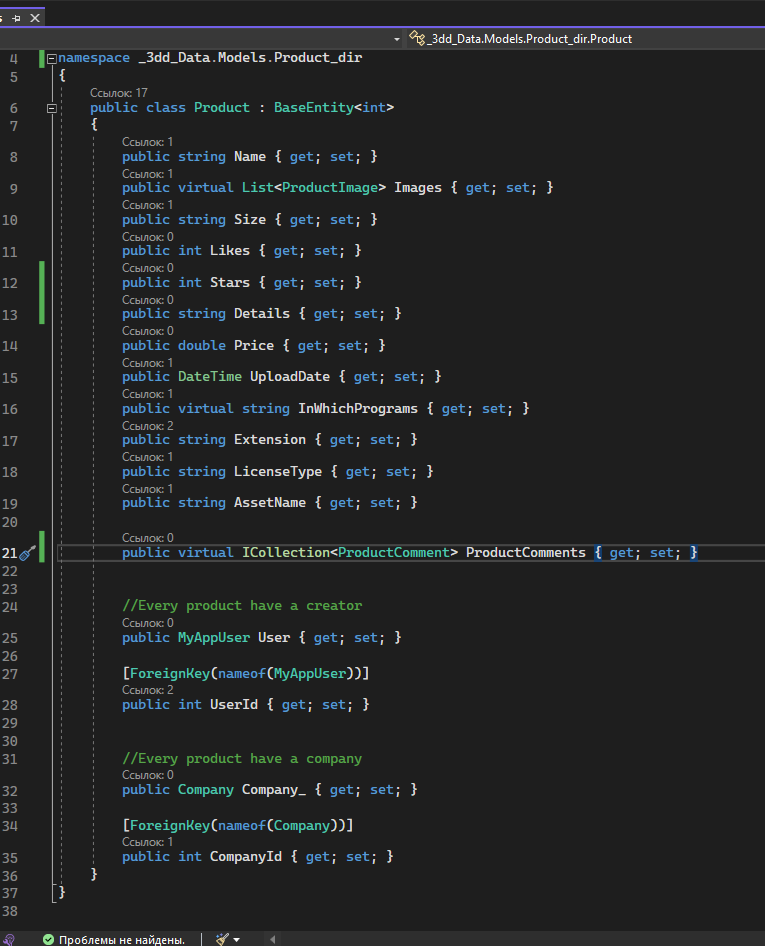 _3dd_Data.Models.Product_dir.Product
4 namespace _3dd_Data.Models.Product_dir
5 {
Ссылок: 17
6 public class Product : BaseEntity<int>
7 {
Ссылок: 1
8 public string Name { get; set; }
Ссылок: 1
9 public virtual List<ProductImage> Images { get; set; }
Ссылок: 1
10 public string Size { get; set; }
Ссылок: 0
11 public int Likes { get; set; }
Ссылок: 0
12 public int Stars { get; set; }
Ссылок: 0
13 public string Details { get; set; }
Ссылок: 0
14 public double Price { get; set; }
Ссылок: 1
15 public DateTime UploadDate { get; set; }
Ссылок: 1
16 public virtual string InWhichPrograms { get; set; }
Ссылок: 2
17 public string Extension { get; set; }
Ссылок: 1
18 public string LicenseType { get; set; }
Ссылок: 1
19 public string AssetName { get; set; }
20
Ссылок: 0
21 public virtual ICollection<ProductComment> ProductComments { get; set; }
22
23
24 //Every product have a creator
Ссылок: 0
25 public MyAppUser User { get; set; }
26
27 [ForeignKey(nameof(MyAppUser))]
Ссылок: 2
28 public int UserId { get; set; }
29
30
31 //Every product have a company
Ссылок: 0
32 public Company Company_ { get; set; }
33
34 [ForeignKey(nameof(Company))]
Ссылок: 1
35 public int CompanyId { get; set; }
36 }
37 }
38
Проблемы не найдены.